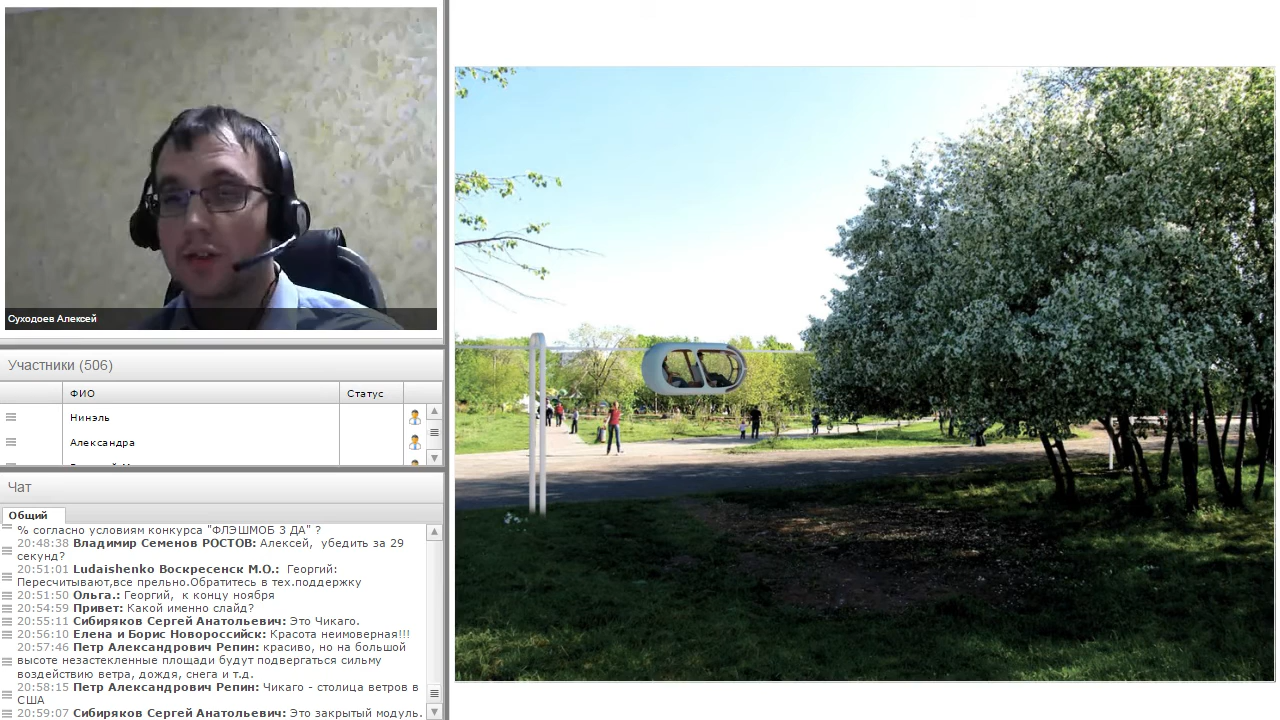 Суходоев Алексей
Участники (506)
ФИО
Статус
Нинэль
Александра
Чат
Общий
% согласно условиям конкурса "ФЛЭШМОБ 3 ДА" ?
20:48:38 Владимир Семенов РОСТОВ: Алексей, убедить за 29
секунд?
20:51:01 Ludaishenko Воскресенск М.О.: Георгий:
Пересчитывают,все прельно.Обратитесь в тех.поддержку
20:51:50 Ольга.: Георгий, к концу ноября
20:54:59 Привет: Какой именно слайд?
20:55:11 Сибиряков Сергей Анатольевич: Это Чикаго.
20:56:10 Елена и Борис Новороссийск: Красота неимоверная!!!
20:57:46 Петр Александрович Репин: красиво, но на большой
высоте незастекленные площади будут подвергаться сильму
воздействию ветра, дождя, снега и т.д.
20:58:15 Петр Александрович Репин: Чикаго - столица ветров в
США
20:59:07 Сибиряков Сергей Анатольевич: Это закрытый модуль.